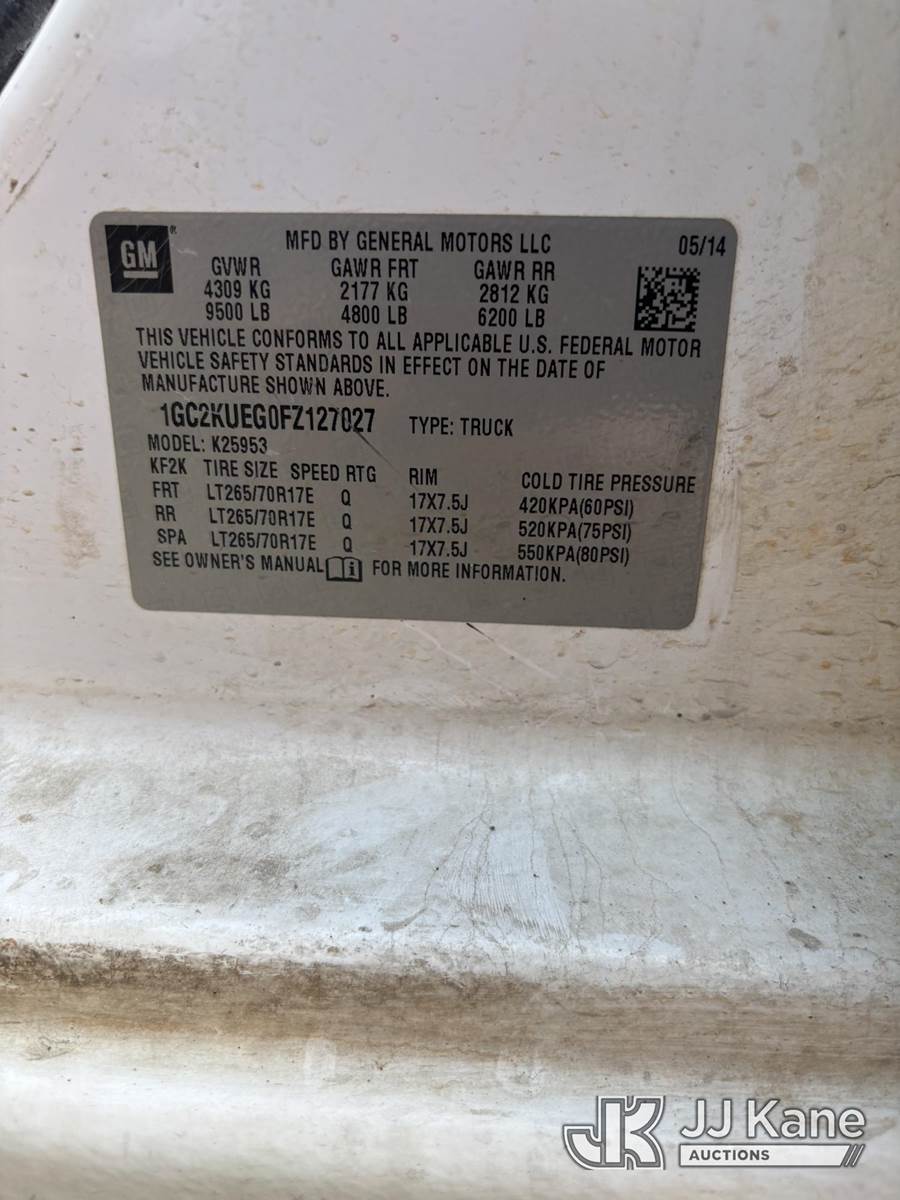 GM®
MFD BY GENERAL MOTORS LLC 05/14
GVWR GAWR FRT GAWR RR
4309 KG 2177 KG 2812 KG
9500 LB 4800 LB 6200 LB
THIS VEHICLE CONFORMS TO ALL APPLICABLE U.S. FEDERAL MOTOR
VEHICLE SAFETY STANDARDS IN EFFECT ON THE DATE OF
MANUFACTURE SHOWN ABOVE.
1GC2KUEG0FZ127027 TYPE: TRUCK
MODEL: K25953
KF2K TIRE SIZE SPEED RTG RIM COLD TIRE PRESSURE
FRT LT265/70R17E Q 17X7.5J 420KPA(60PSI)
RR LT265/70R17E Q 17X7.5J 520KPA(75PSI)
SPA LT265/70R17E Q 17X7.5J 550KPA(80PSI)
SEE OWNER'S MANUAL FOR MORE INFORMATION.
JK JJ Kane
AUCTIONS